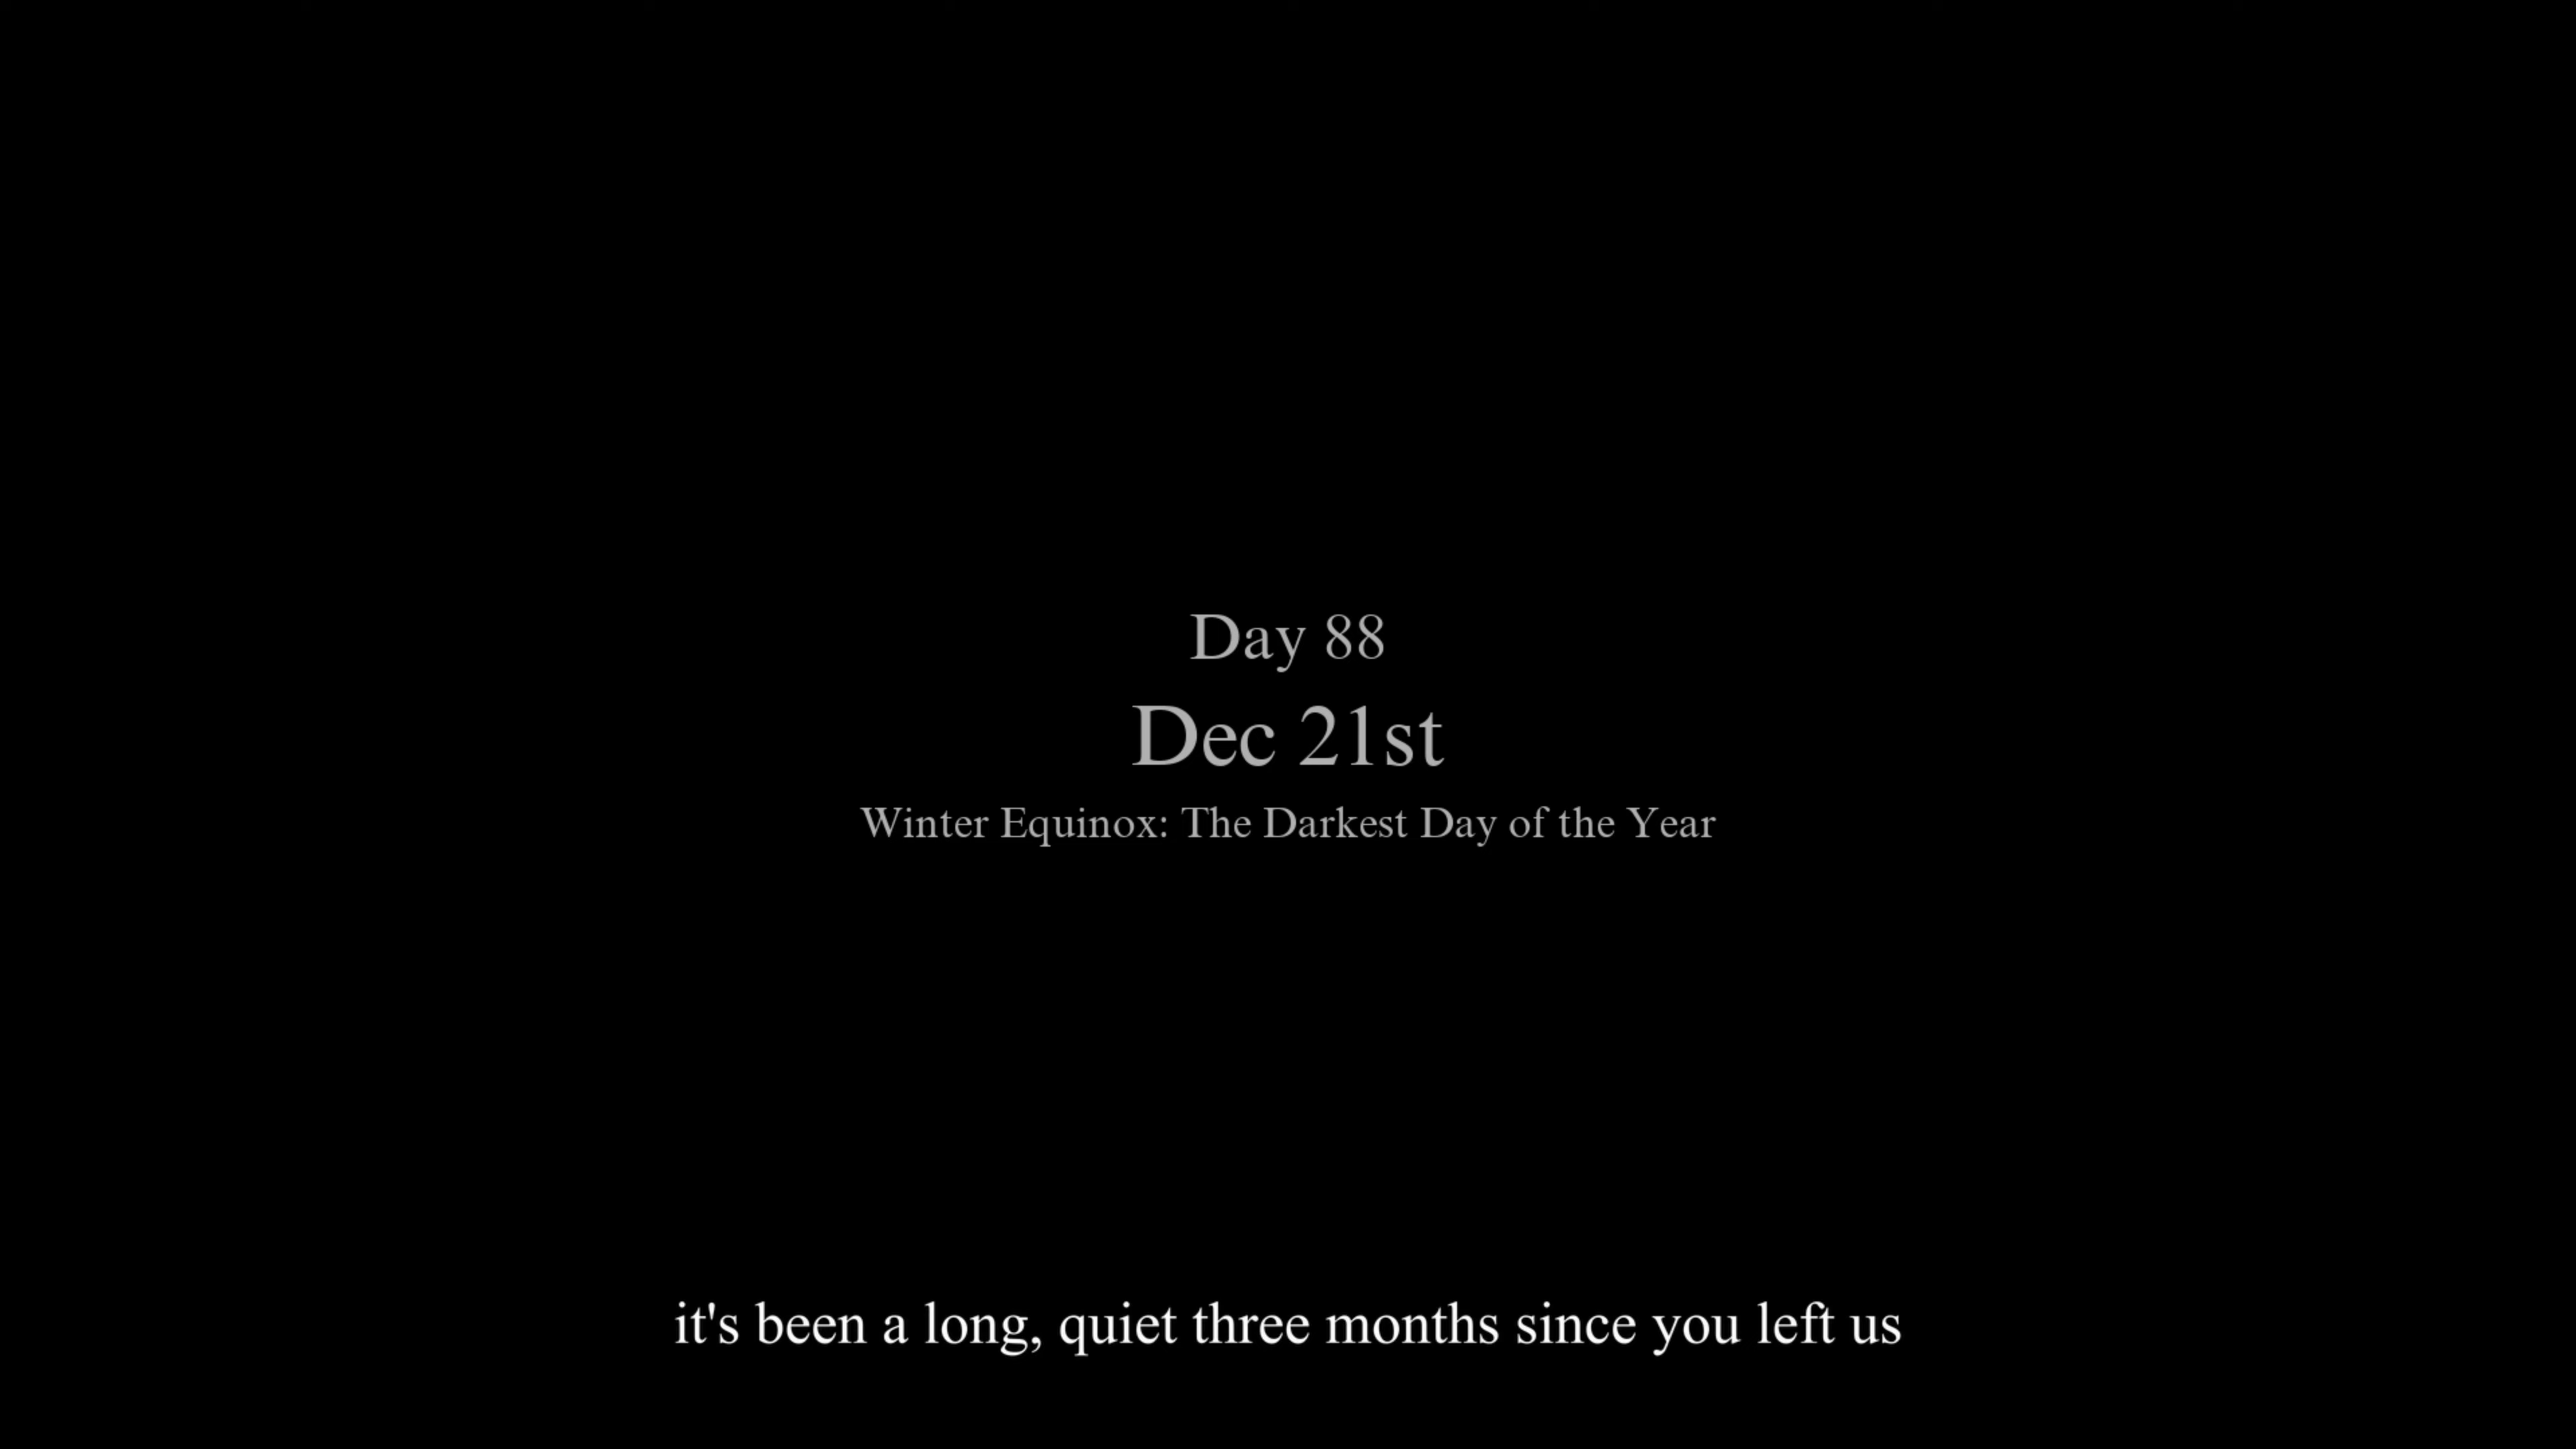 Day 88
Dec 21st
Winter Equinox: The Darkest Day of the Year
it's been a long, quiet three months since you left us